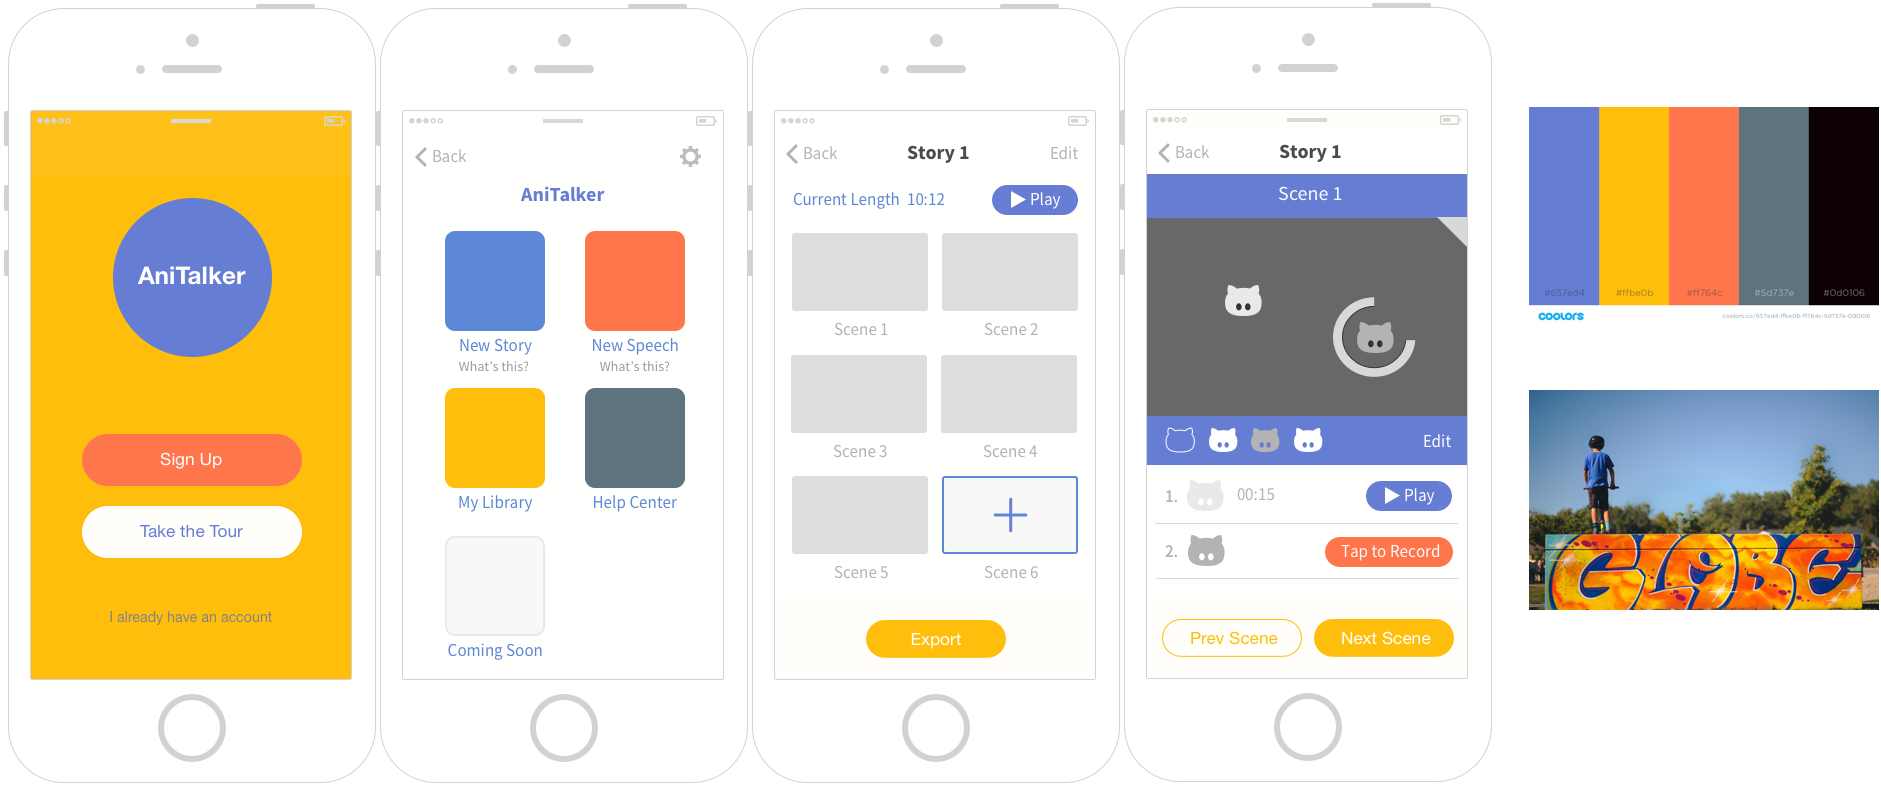 AniTalker
Sign Up
Take the Tour
I already have an account
Back
AniTalker
New Story
New Speech
What's this?
What's this?
My Library
Help Center
Coming Soon
Back
Story 1
Edit
Current Length 10:12
Play
Scene 1
Scene 2
Scene 3
Scene 4
Scene 5
Scene 6
Export
Back
Story 1
Scene 1
Edit
1.
00:15
Play
2.
Tap to Record
Prev Scene
Next Scene
#657ed4
#ffbe0b
#ff764c
#5d737e
#0d0106
coolors
coolors.co/657ed4-ffbe0b-ff764c-5d737e-0d0106
GLOBE